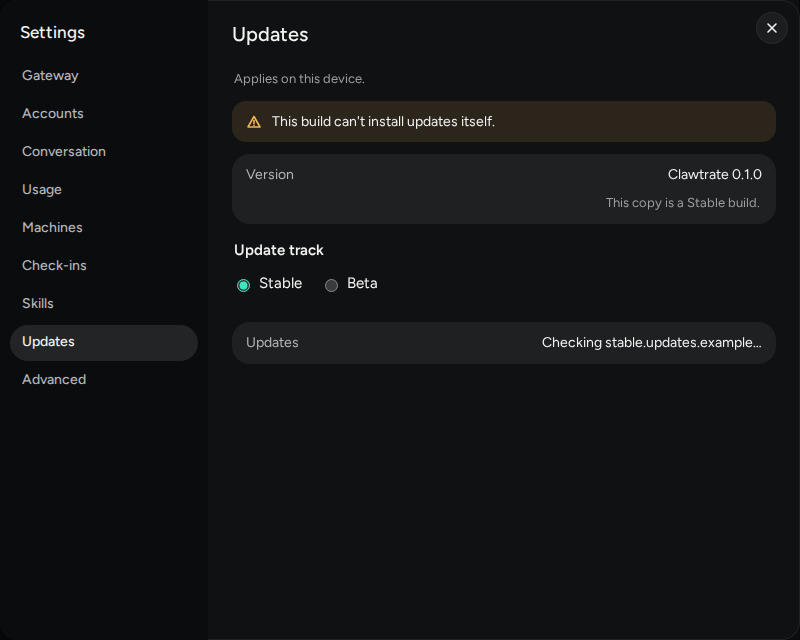 Settings
Gateway
Accounts
Conversation
Usage
Machines
Check-ins
Skills
Updates
Advanced
Updates
Applies on this device.
This build can't install updates itself.
Version
Clawtrate 0.1.0
This copy is a Stable build.
Update track
Stable
Beta
Updates
Checking stable.updates.example…